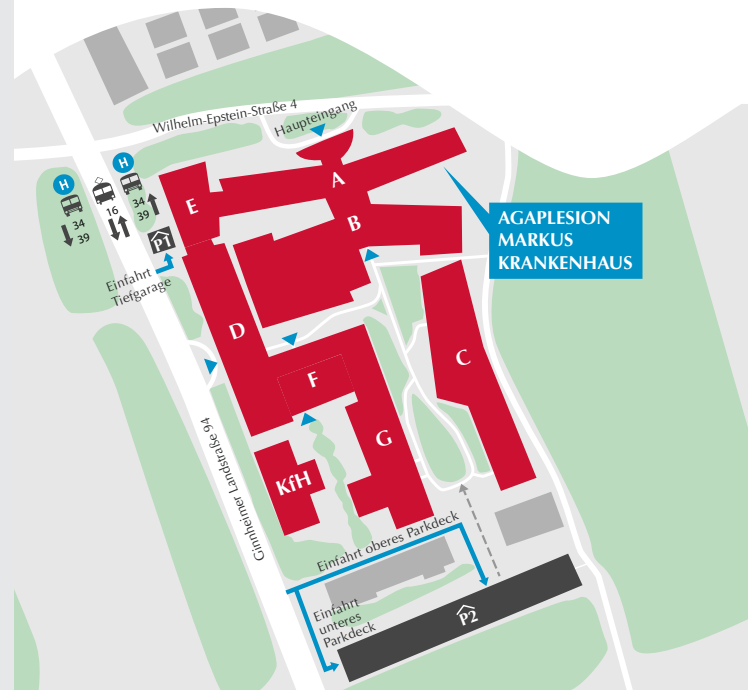 Wilhelm-Epstein-Straße 4
Haupteingang
H
H
16
34
39
34
39
P1
Einfahrt
Tiefgarage
A
E
B
AGAPLESION
MARKUS
KRANKENHAUS
D
C
F
G
KfH
Ginnheimer Landstraße 94
Einfahrt oberes Parkdeck
Einfahrt
unteres
Parkdeck
P2